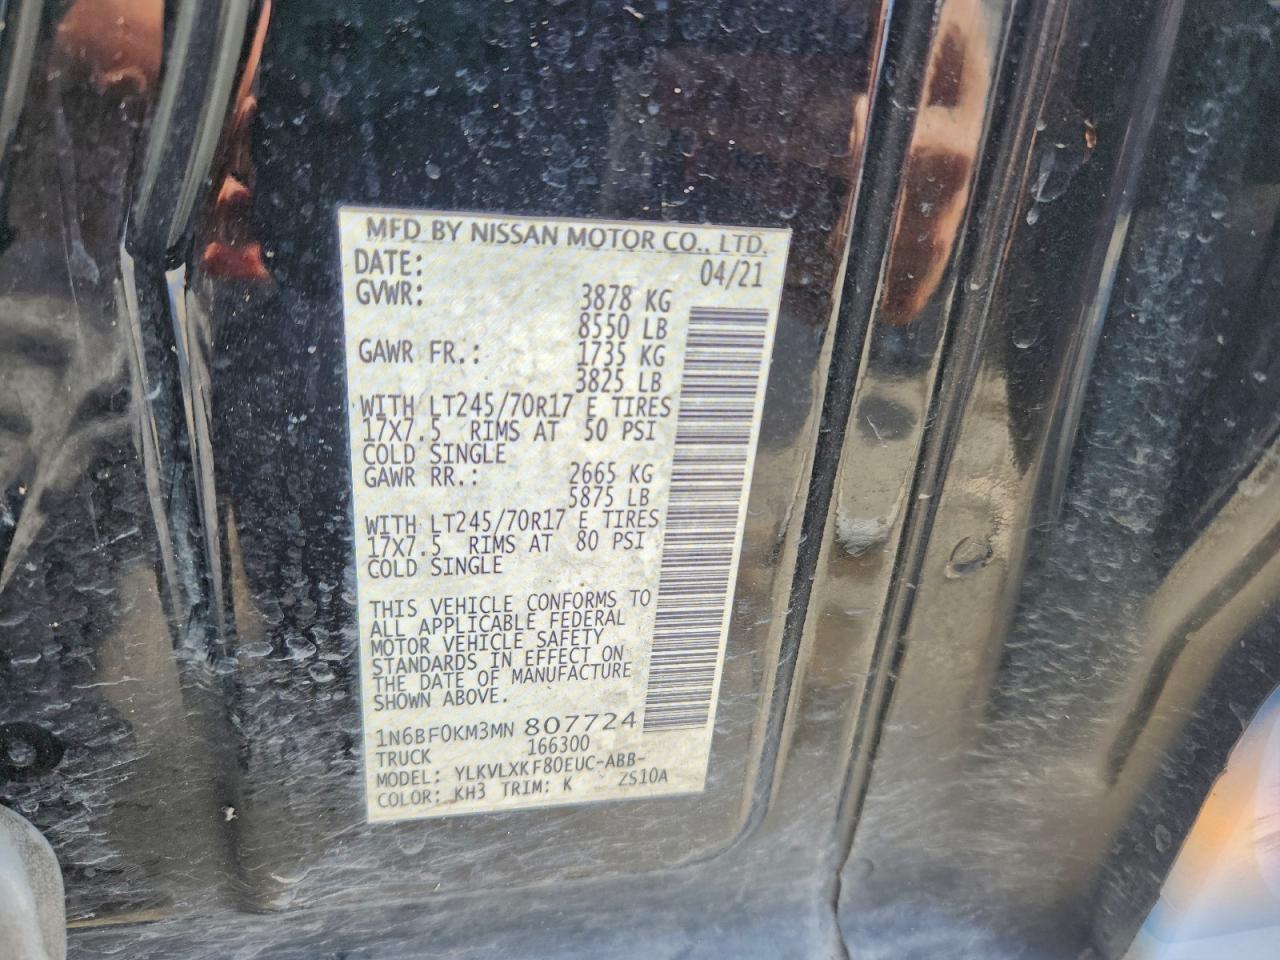 MFD BY NISSAN MOTOR CO., LTD.
DATE: 04/21
GVWR: 3878 KG
8550 LB
GAWR FR.: 1735 KG
3825 LB
WITH LT245/70R17 E TIRES
17X7.5 RIMS AT 50 PSI
COLD SINGLE
GAWR RR.: 2665 KG
5875 LB
WITH LT245/70R17 E TIRES
17X7.5 RIMS AT 80 PSI
COLD SINGLE
THIS VEHICLE CONFORMS TO
ALL APPLICABLE FEDERAL
MOTOR VEHICLE SAFETY
STANDARDS IN EFFECT ON
THE DATE OF MANUFACTURE
SHOWN ABOVE.
1N6BF0KM3MN 807724
TRUCK 166300
MODEL: YLKVLXKF80EUC-ABB-
COLOR: KH3 TRIM: K ZS10A